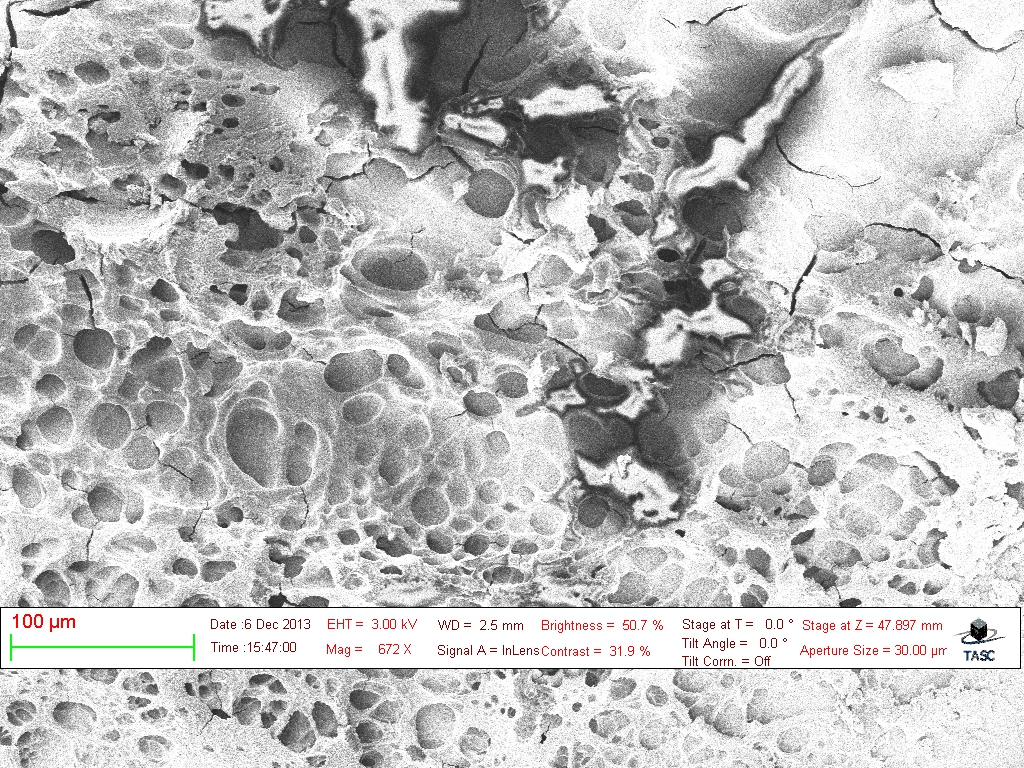 100 µm
Date :6 Dec 2013
Time :15:47:00
EHT = 3.00 kV
Mag = 672 X
WD = 2.5 mm
Signal A = InLens
Brightness = 50.7 %
Contrast = 31.9 %
Stage at T = 0.0 °
Tilt Angle = 0.0 °
Tilt Corrn. = Off
Stage at Z = 47.897 mm
Aperture Size = 30.00 µm
TASC